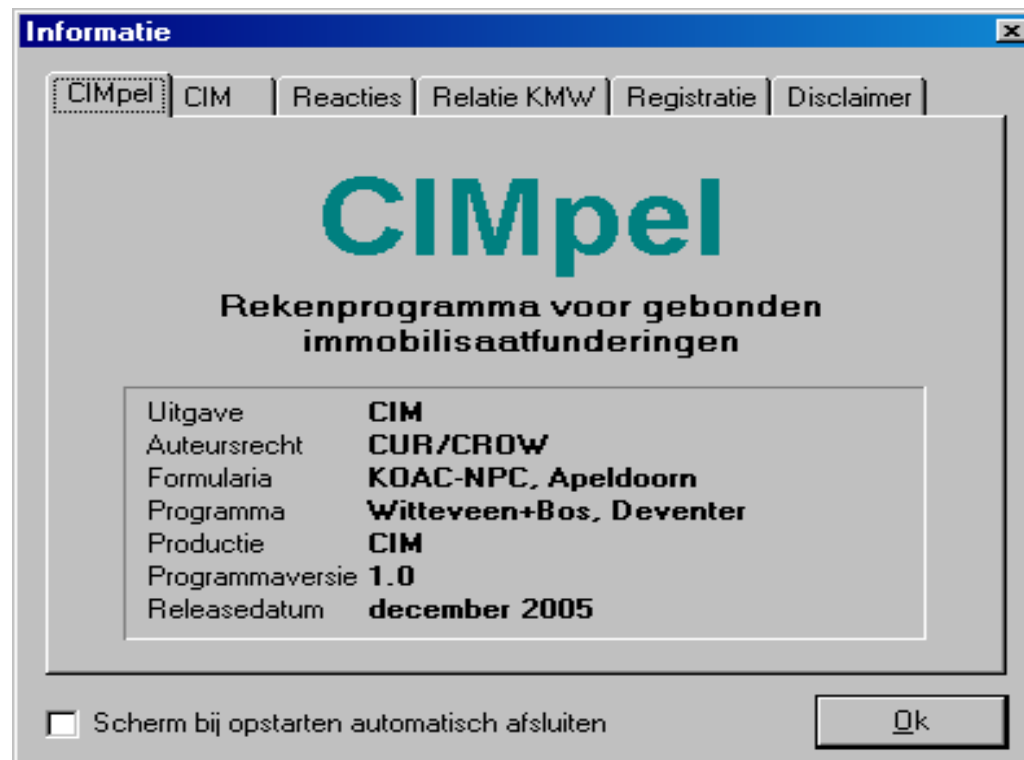 Informatie
CIMpel CIM Reacties Relatie KMW Registratie Disclaimer
CIMpel
Rekenprogramma voor gebonden
immobilisaatfunderingen
Uitgave CIM
Auteursrecht CUR/CROW
Formularia KOAC-NPC, Apeldoorn
Programma Witteveen+Bos, Deventer
Productie CIM
Programmaversie 1.0
Releasedatum december 2005
Scherm bij opstarten automatisch afsluiten Ok